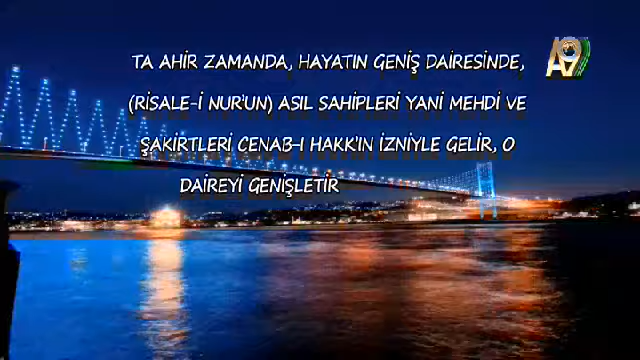 TA AHİR ZAMANDA, HAYATIN GENİŞ DAİRESİNDE,
(RİSALE-İ NUR'UN) ASIL SAHİPLERİ YANİ MEHDİ VE
ŞAKİRTLERİ CENAB-I HAKK'IN İZNİYLE GELİR, O
DAİREYİ GENİŞLETİR
A9